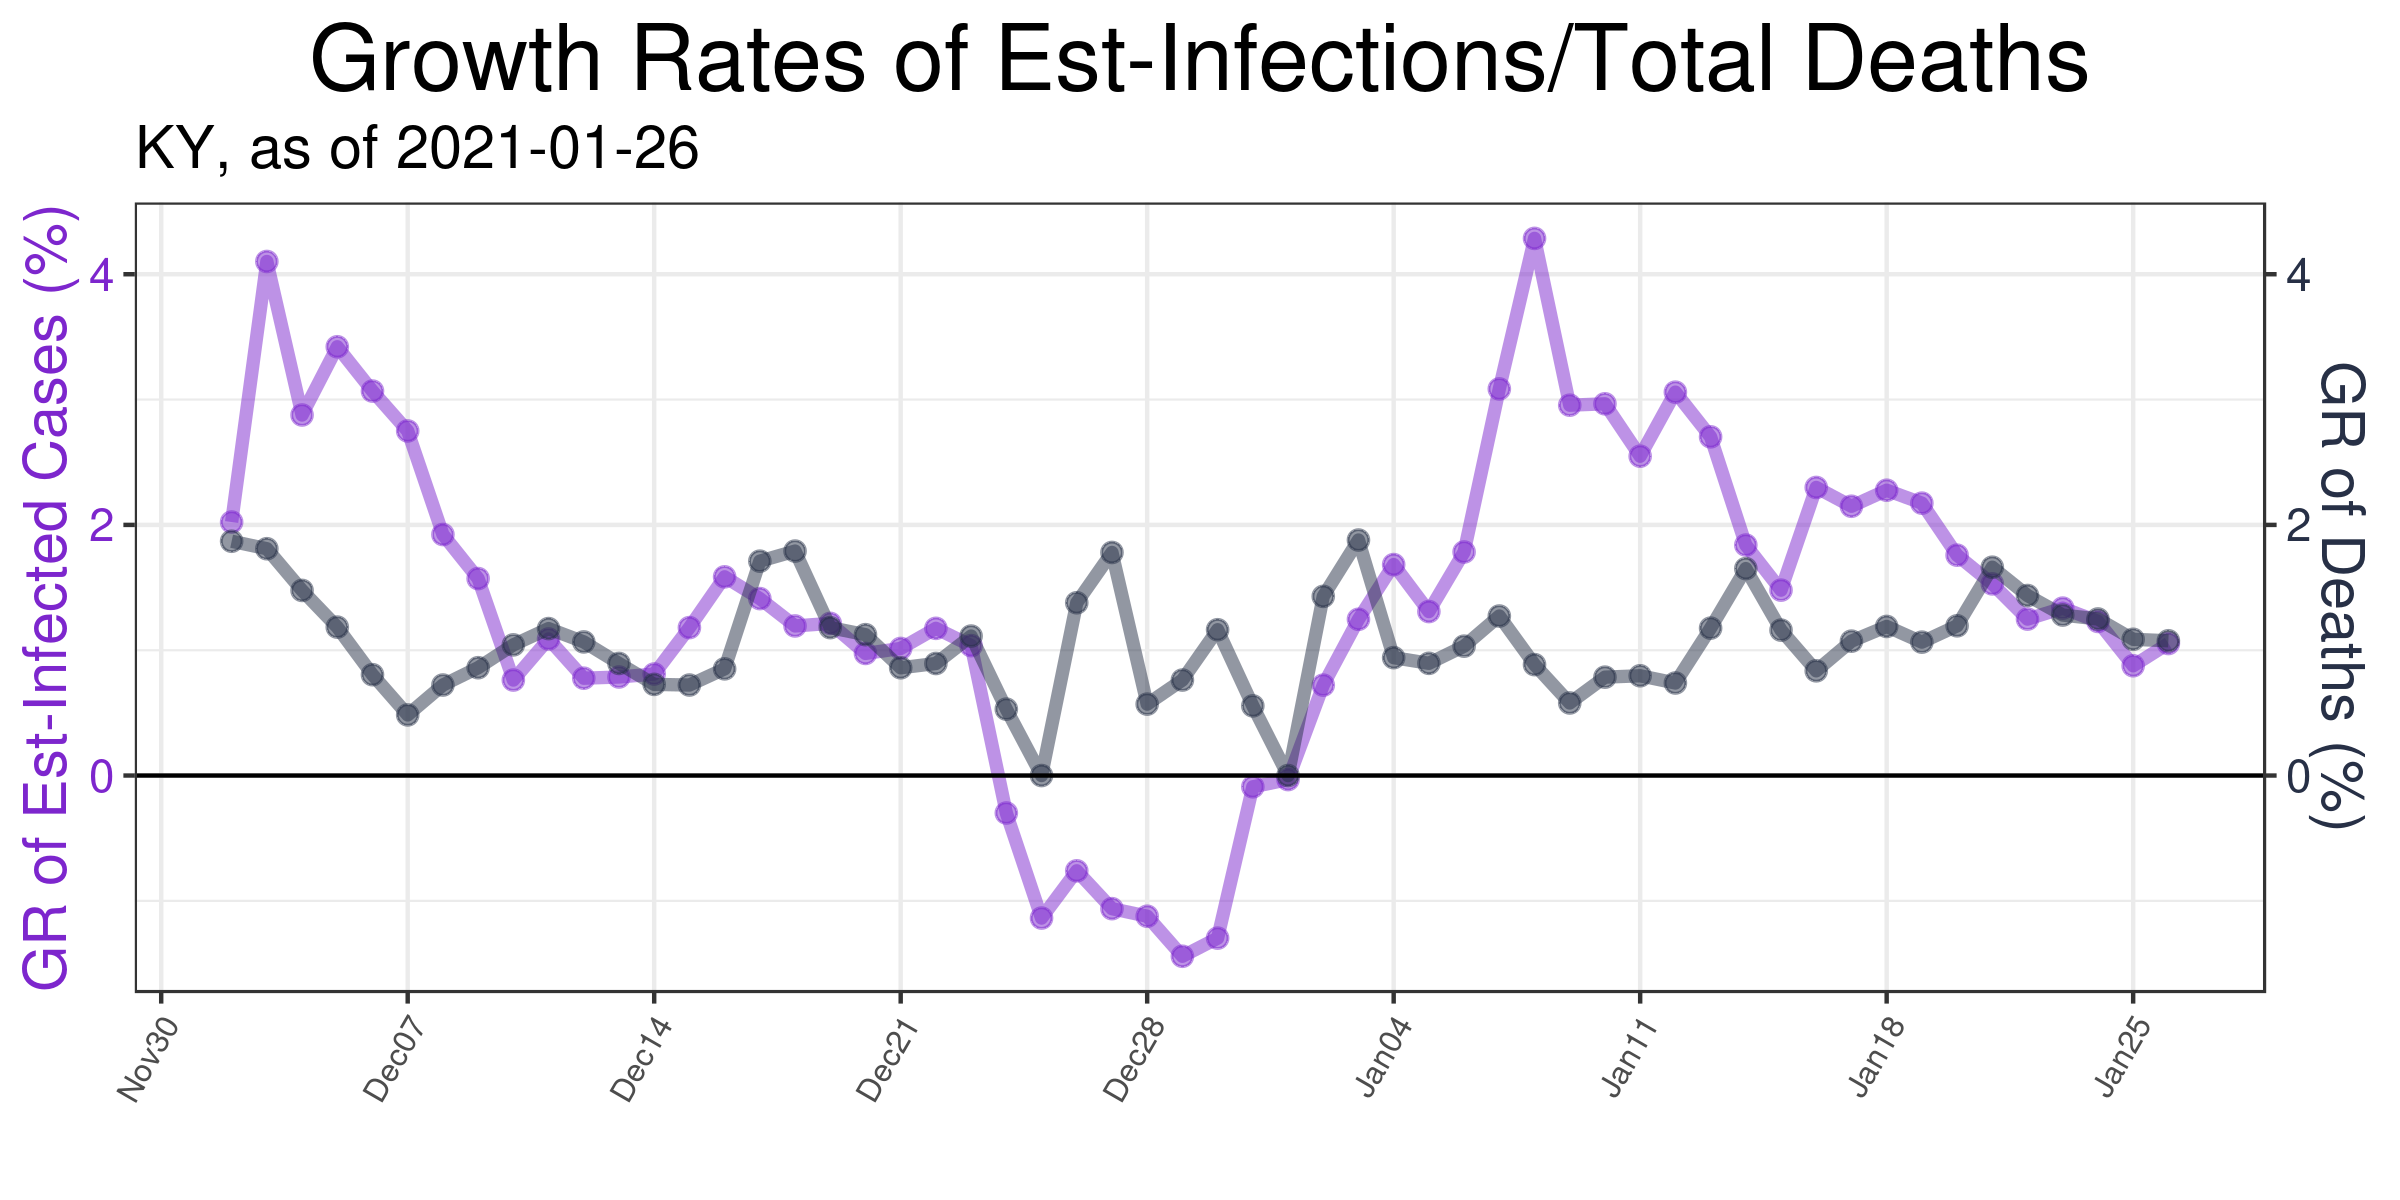 Growth Rates of Est-Infections/Total Deaths
KY, as of 2021-01-26
GR of Est-Infected Cases (%)
4
2
0
4
2
0
GR of Deaths (%)
Nov30
Dec07
Dec14
Dec21
Dec28
Jan04
Jan11
Jan18
Jan25